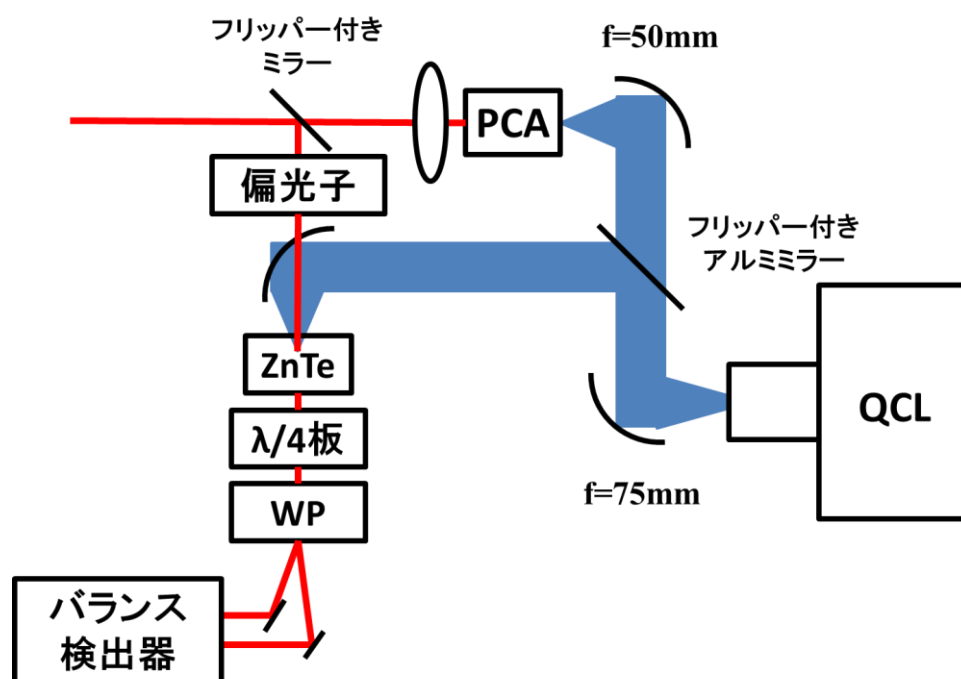 フリッパー付き
ミラー
f=50mm
PCA
偏光子
フリッパー付き
アルミミラー
ZnTe
QCL
λ/4板
f=75mm
WP
バランス
検出器